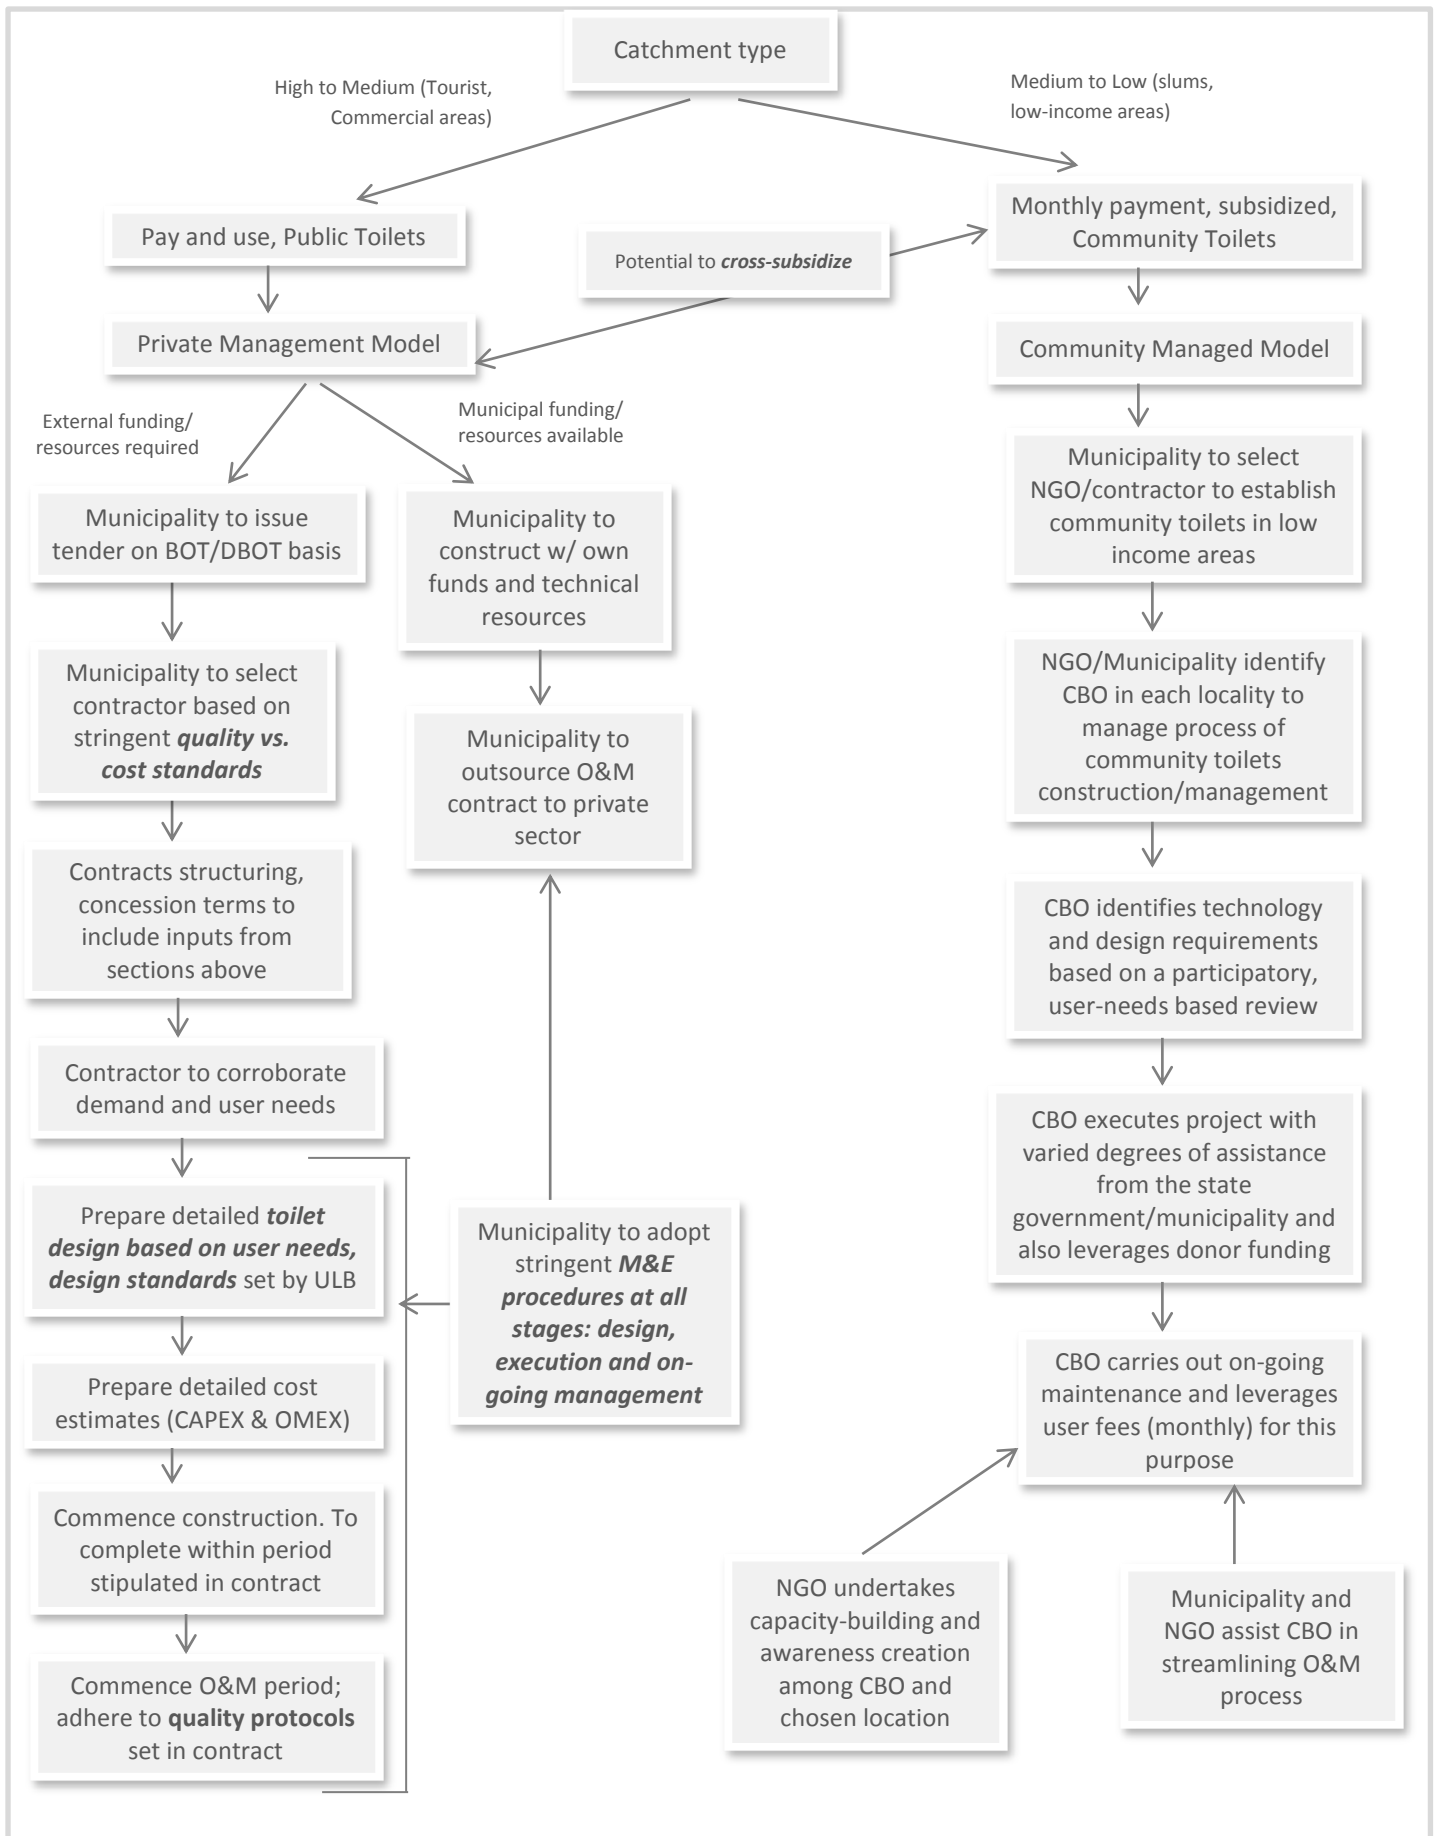 Catchment type
High to Medium (Tourist,
Commercial areas)
Medium to Low (slums,
low-income areas)
Pay and use, Public Toilets
Monthly payment, subsidized,
Community Toilets
Potential to cross-subsidize
Private Management Model
Community Managed Model
External funding/
resources required
Municipal funding/
resources available
Municipality to issue
tender on BOT/DBOT basis
Municipality to
construct w/ own
funds and technical
resources
Municipality to select
NGO/contractor to establish
community toilets in low
income areas
Municipality to select
contractor based on
stringent quality vs.
cost standards
Municipality to
outsource O&M
contract to private
sector
NGO/Municipality identify
CBO in each locality to
manage process of
community toilets
construction/management
Contracts structuring,
concession terms to
include inputs from
sections above
CBO identifies technology
and design requirements
based on a participatory,
user-needs based review
Contractor to corroborate
demand and user needs
CBO executes project with
varied degrees of assistance
from the state
government/municipality and
also leverages donor funding
Prepare detailed toilet
design based on user needs,
design standards set by ULB
Municipality to adopt
stringent M&E
procedures at all
stages: design,
execution and on-
going management
Prepare detailed cost
estimates (CAPEX & OMEX)
CBO carries out on-going
maintenance and leverages
user fees (monthly) for this
purpose
Commence construction. To
complete within period
stipulated in contract
NGO undertakes
capacity-building and
awareness creation
among CBO and
chosen location
Municipality and
NGO assist CBO in
streamlining O&M
process
Commence O&M period;
adhere to quality protocols
set in contract